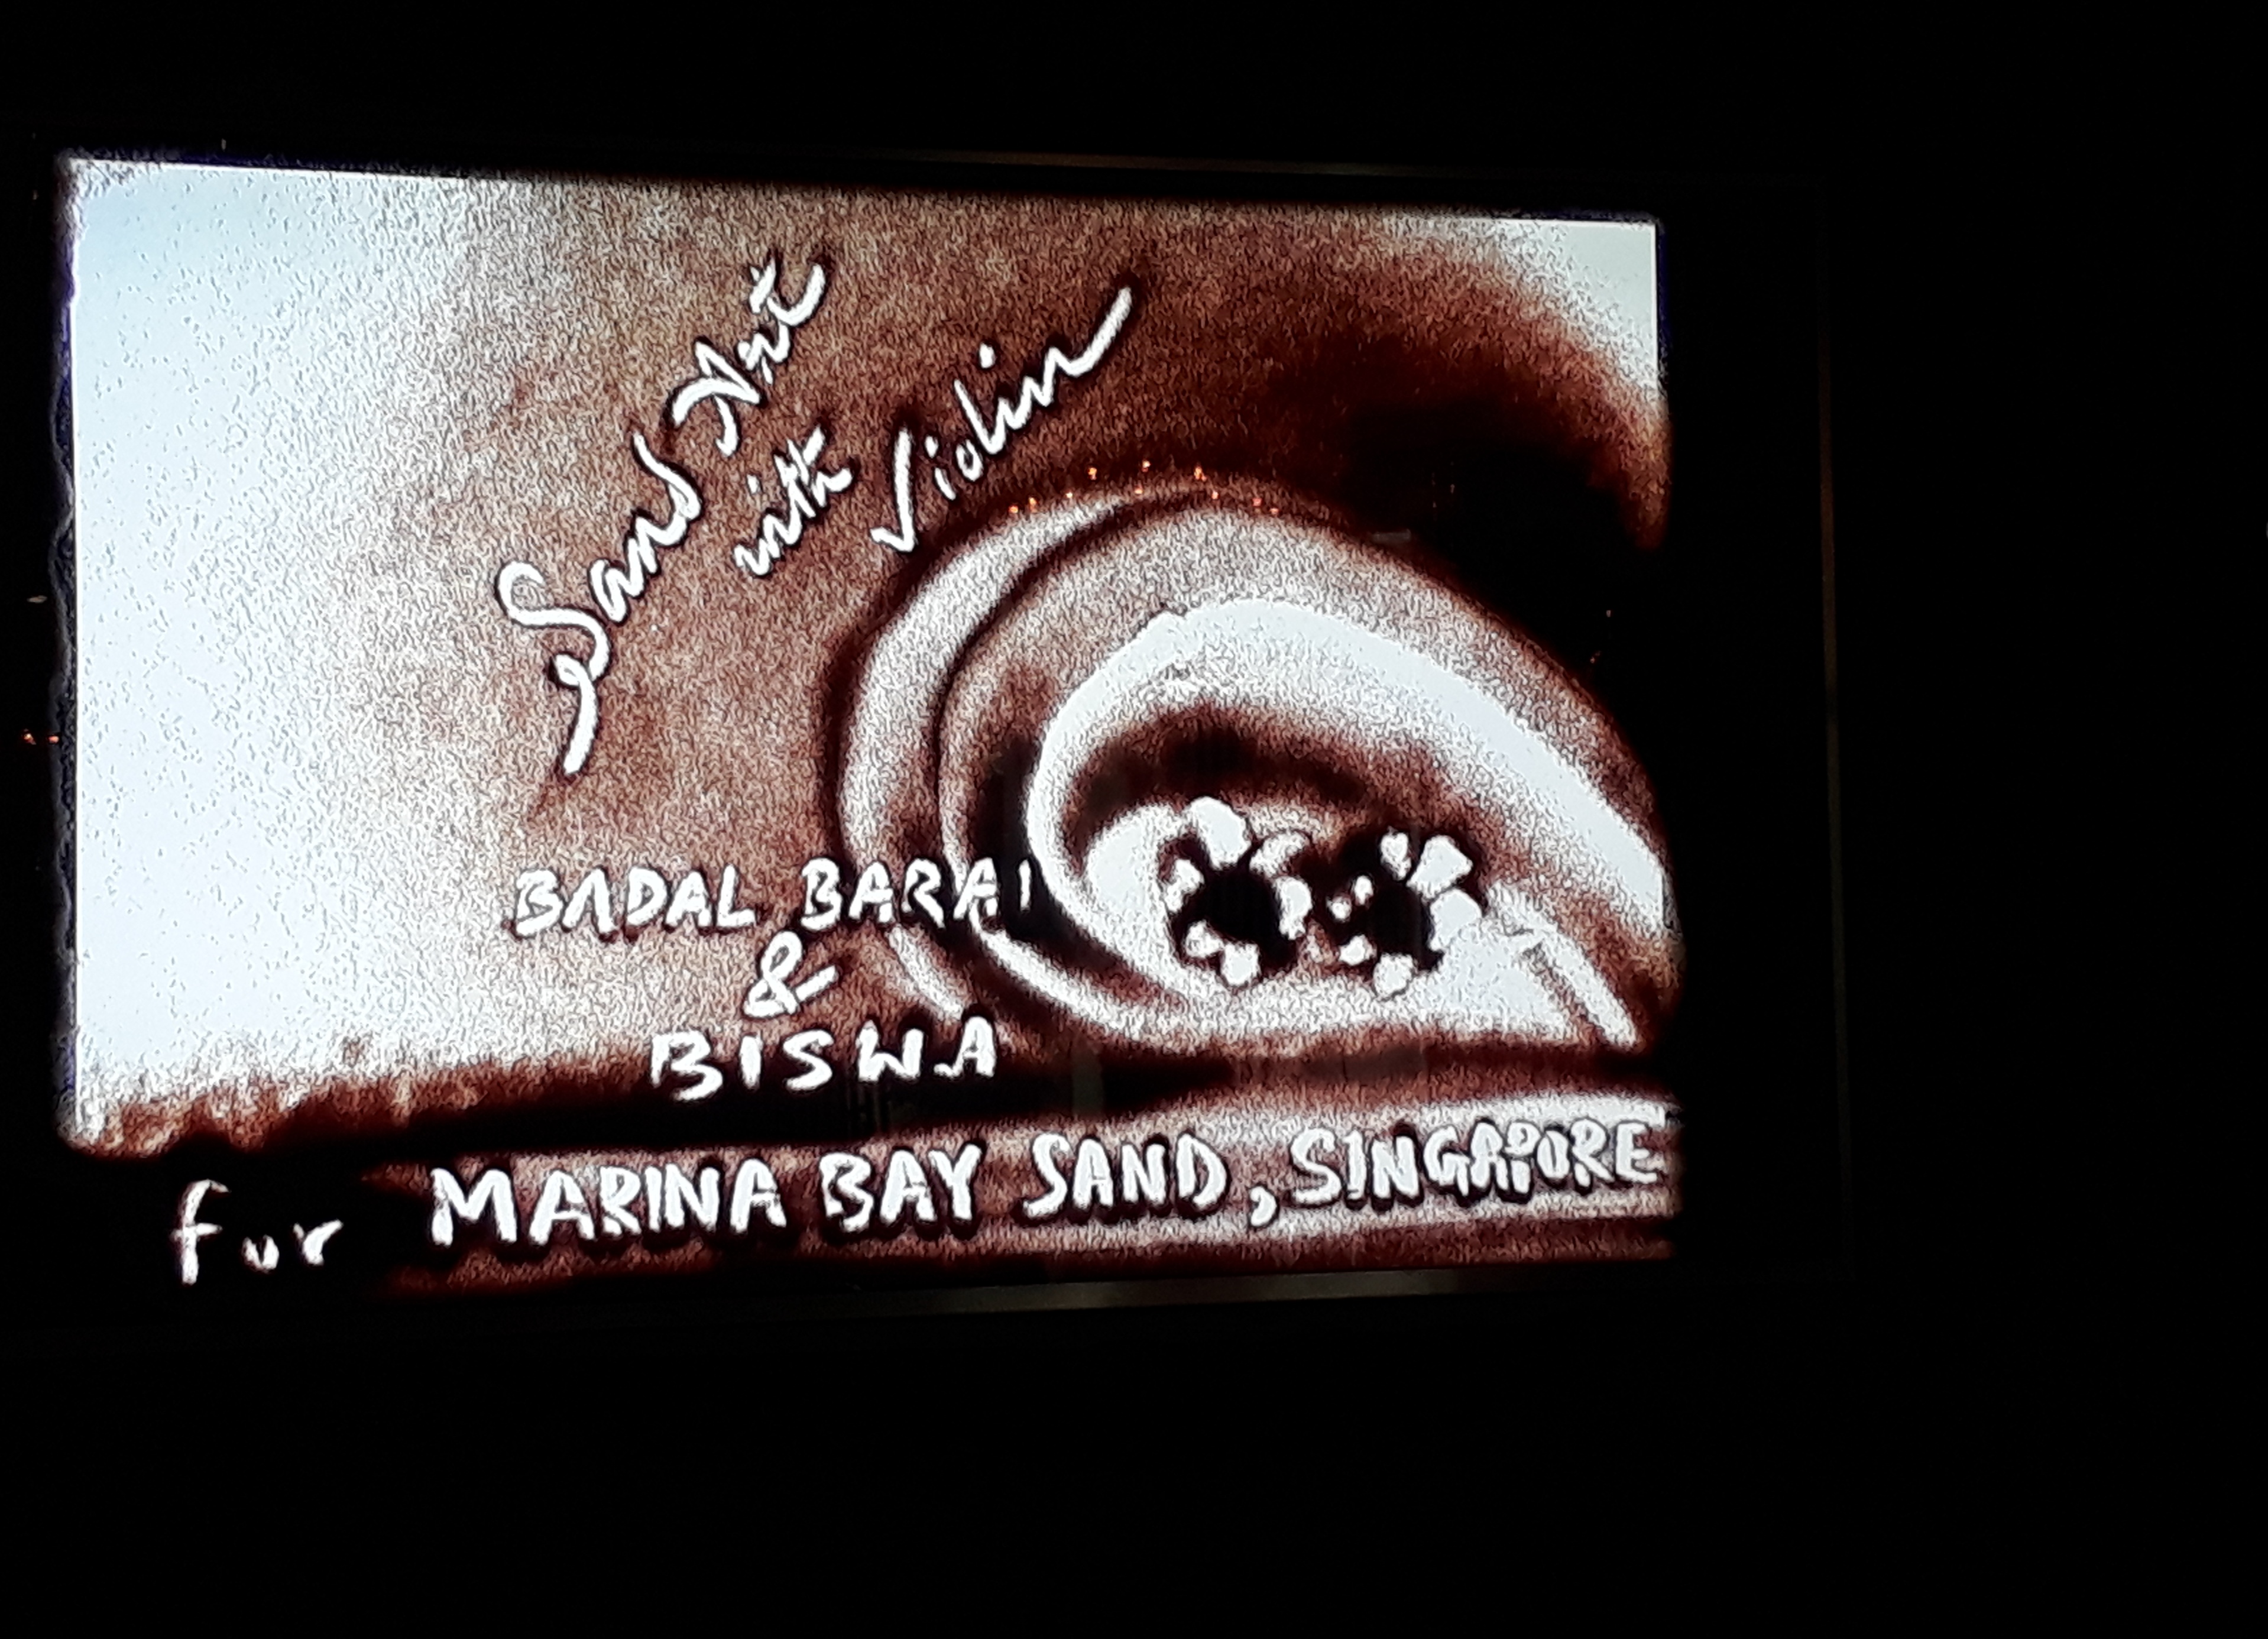 Sand Art
with
Violin
BADAL BARAI
&
BISWA
for MARINA BAY SAND, SINGAPORE